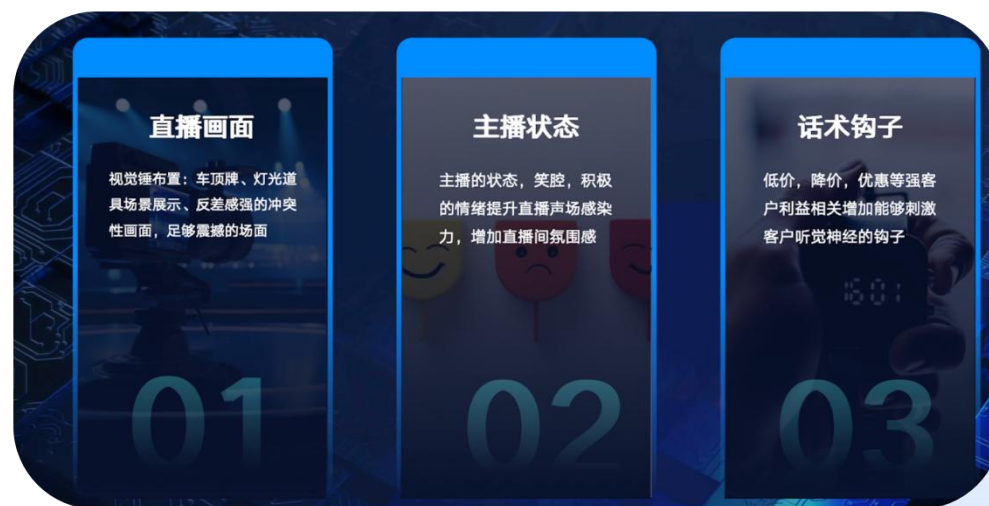 直播画面
视觉锤布置：车顶牌、灯光道
具场景展示、反差感强的冲突
性画面，足够震撼的场面
01
主播状态
主播的状态，笑腔，积极
的情绪提升直播声场感染
力，增加直播间氛围感
02
话术钩子
低价，降价，优惠等强客
户利益相关增加能够刺激
客户听觉神经的钩子
03